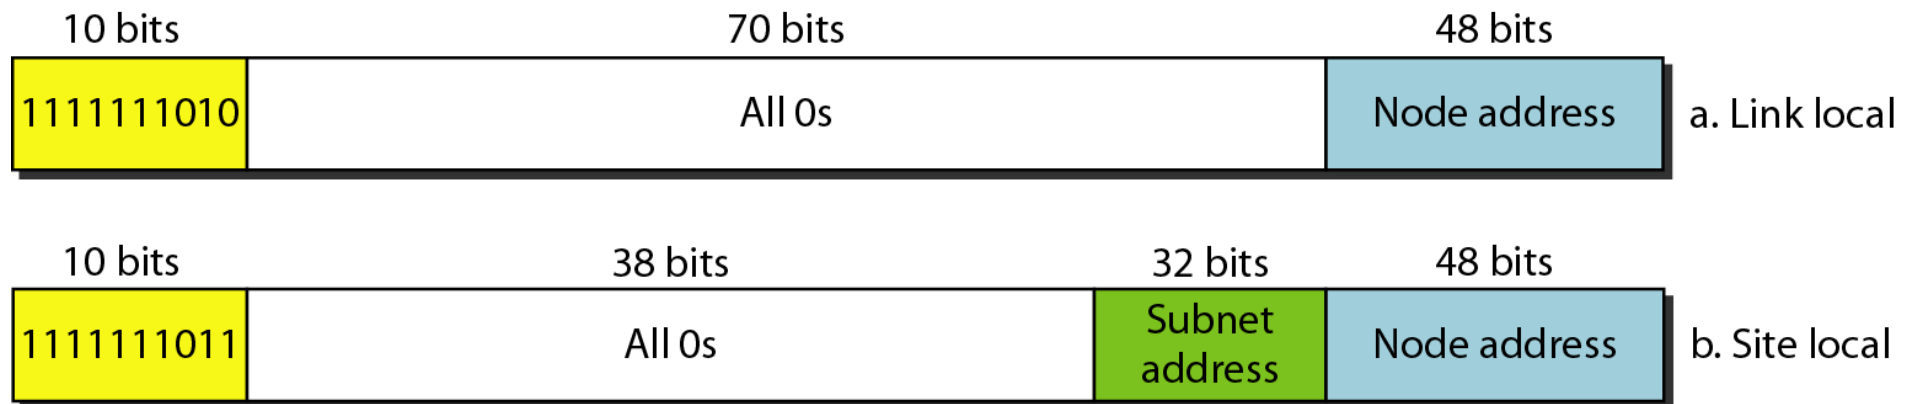 10 bits 70 bits 48 bits
1111111010 All 0s Node address a. Link local
10 bits 38 bits 32 bits 48 bits
1111111011 All 0s Subnet address Node address b. Site local